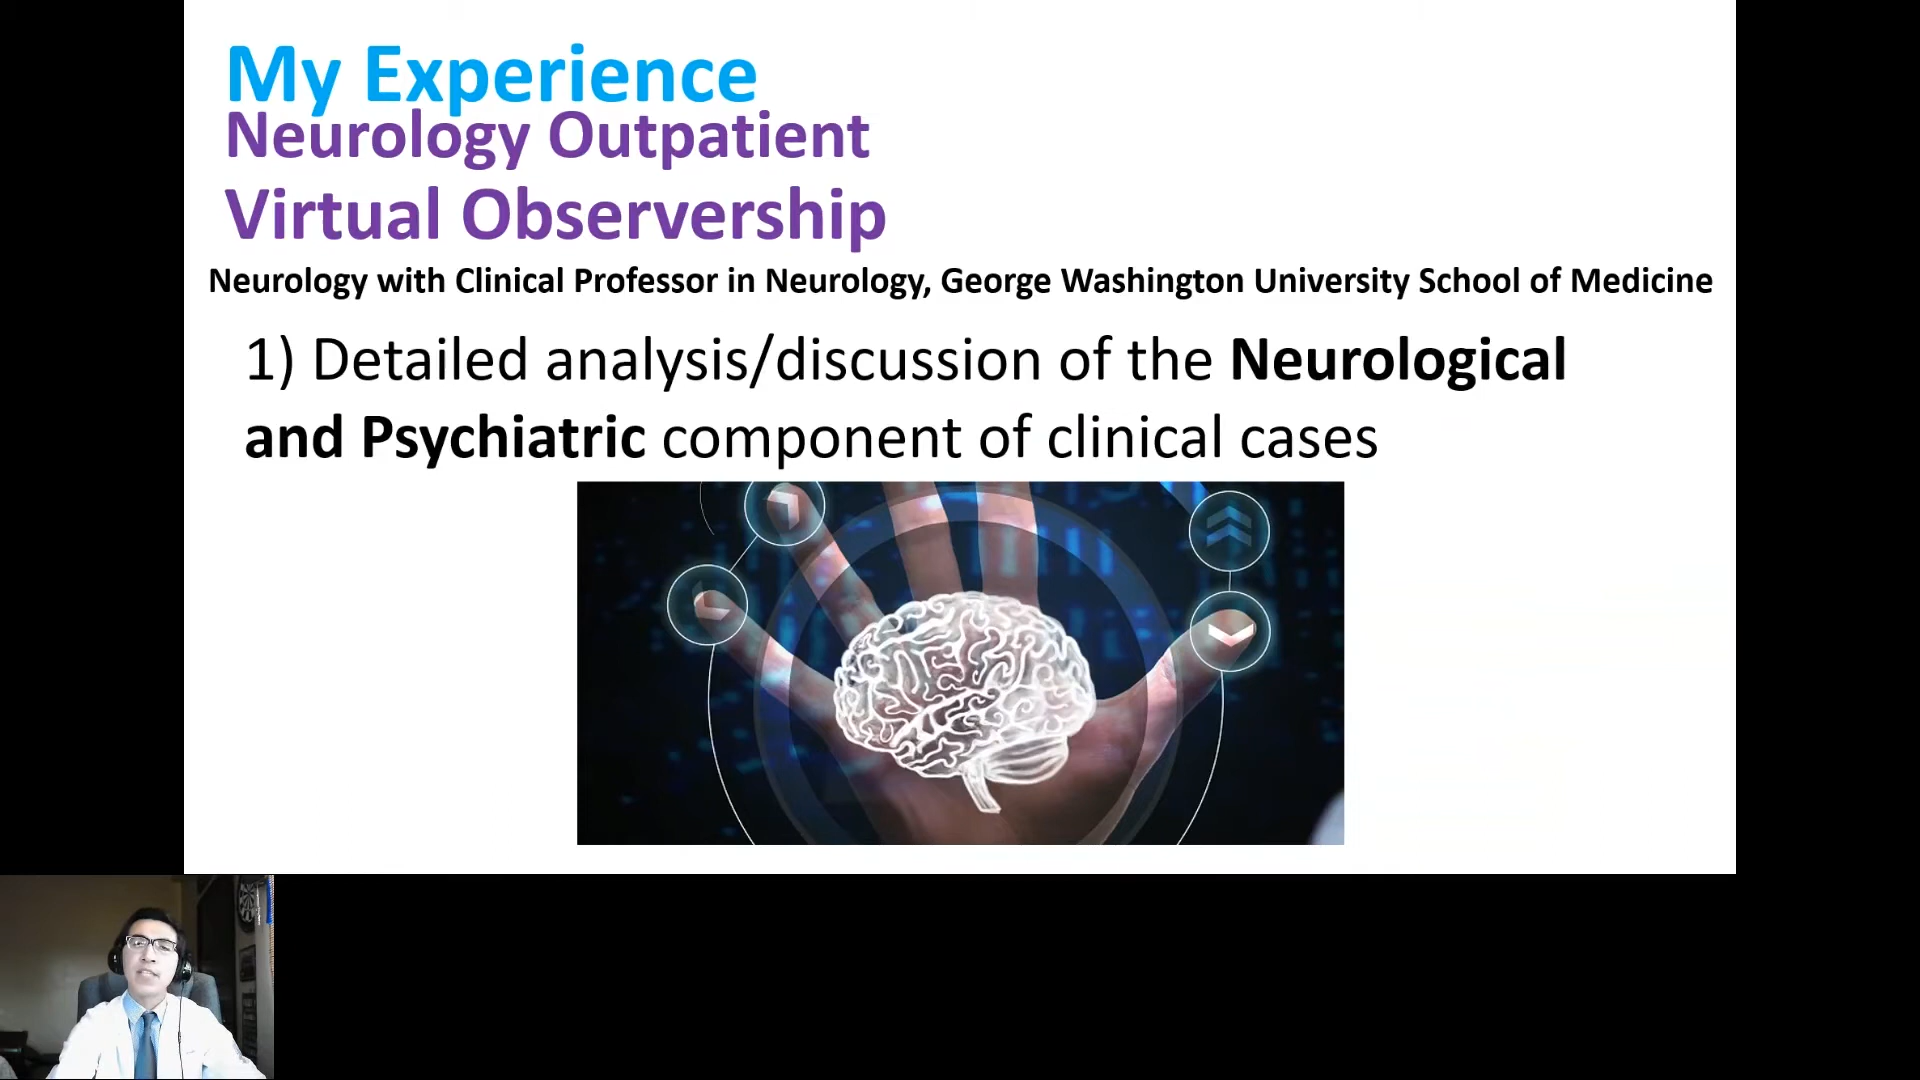 My Experience
Neurology Outpatient
Virtual Observership
Neurology with Clinical Professor in Neurology, George Washington University School of Medicine
1) Detailed analysis/discussion of the Neurological
and Psychiatric component of clinical cases